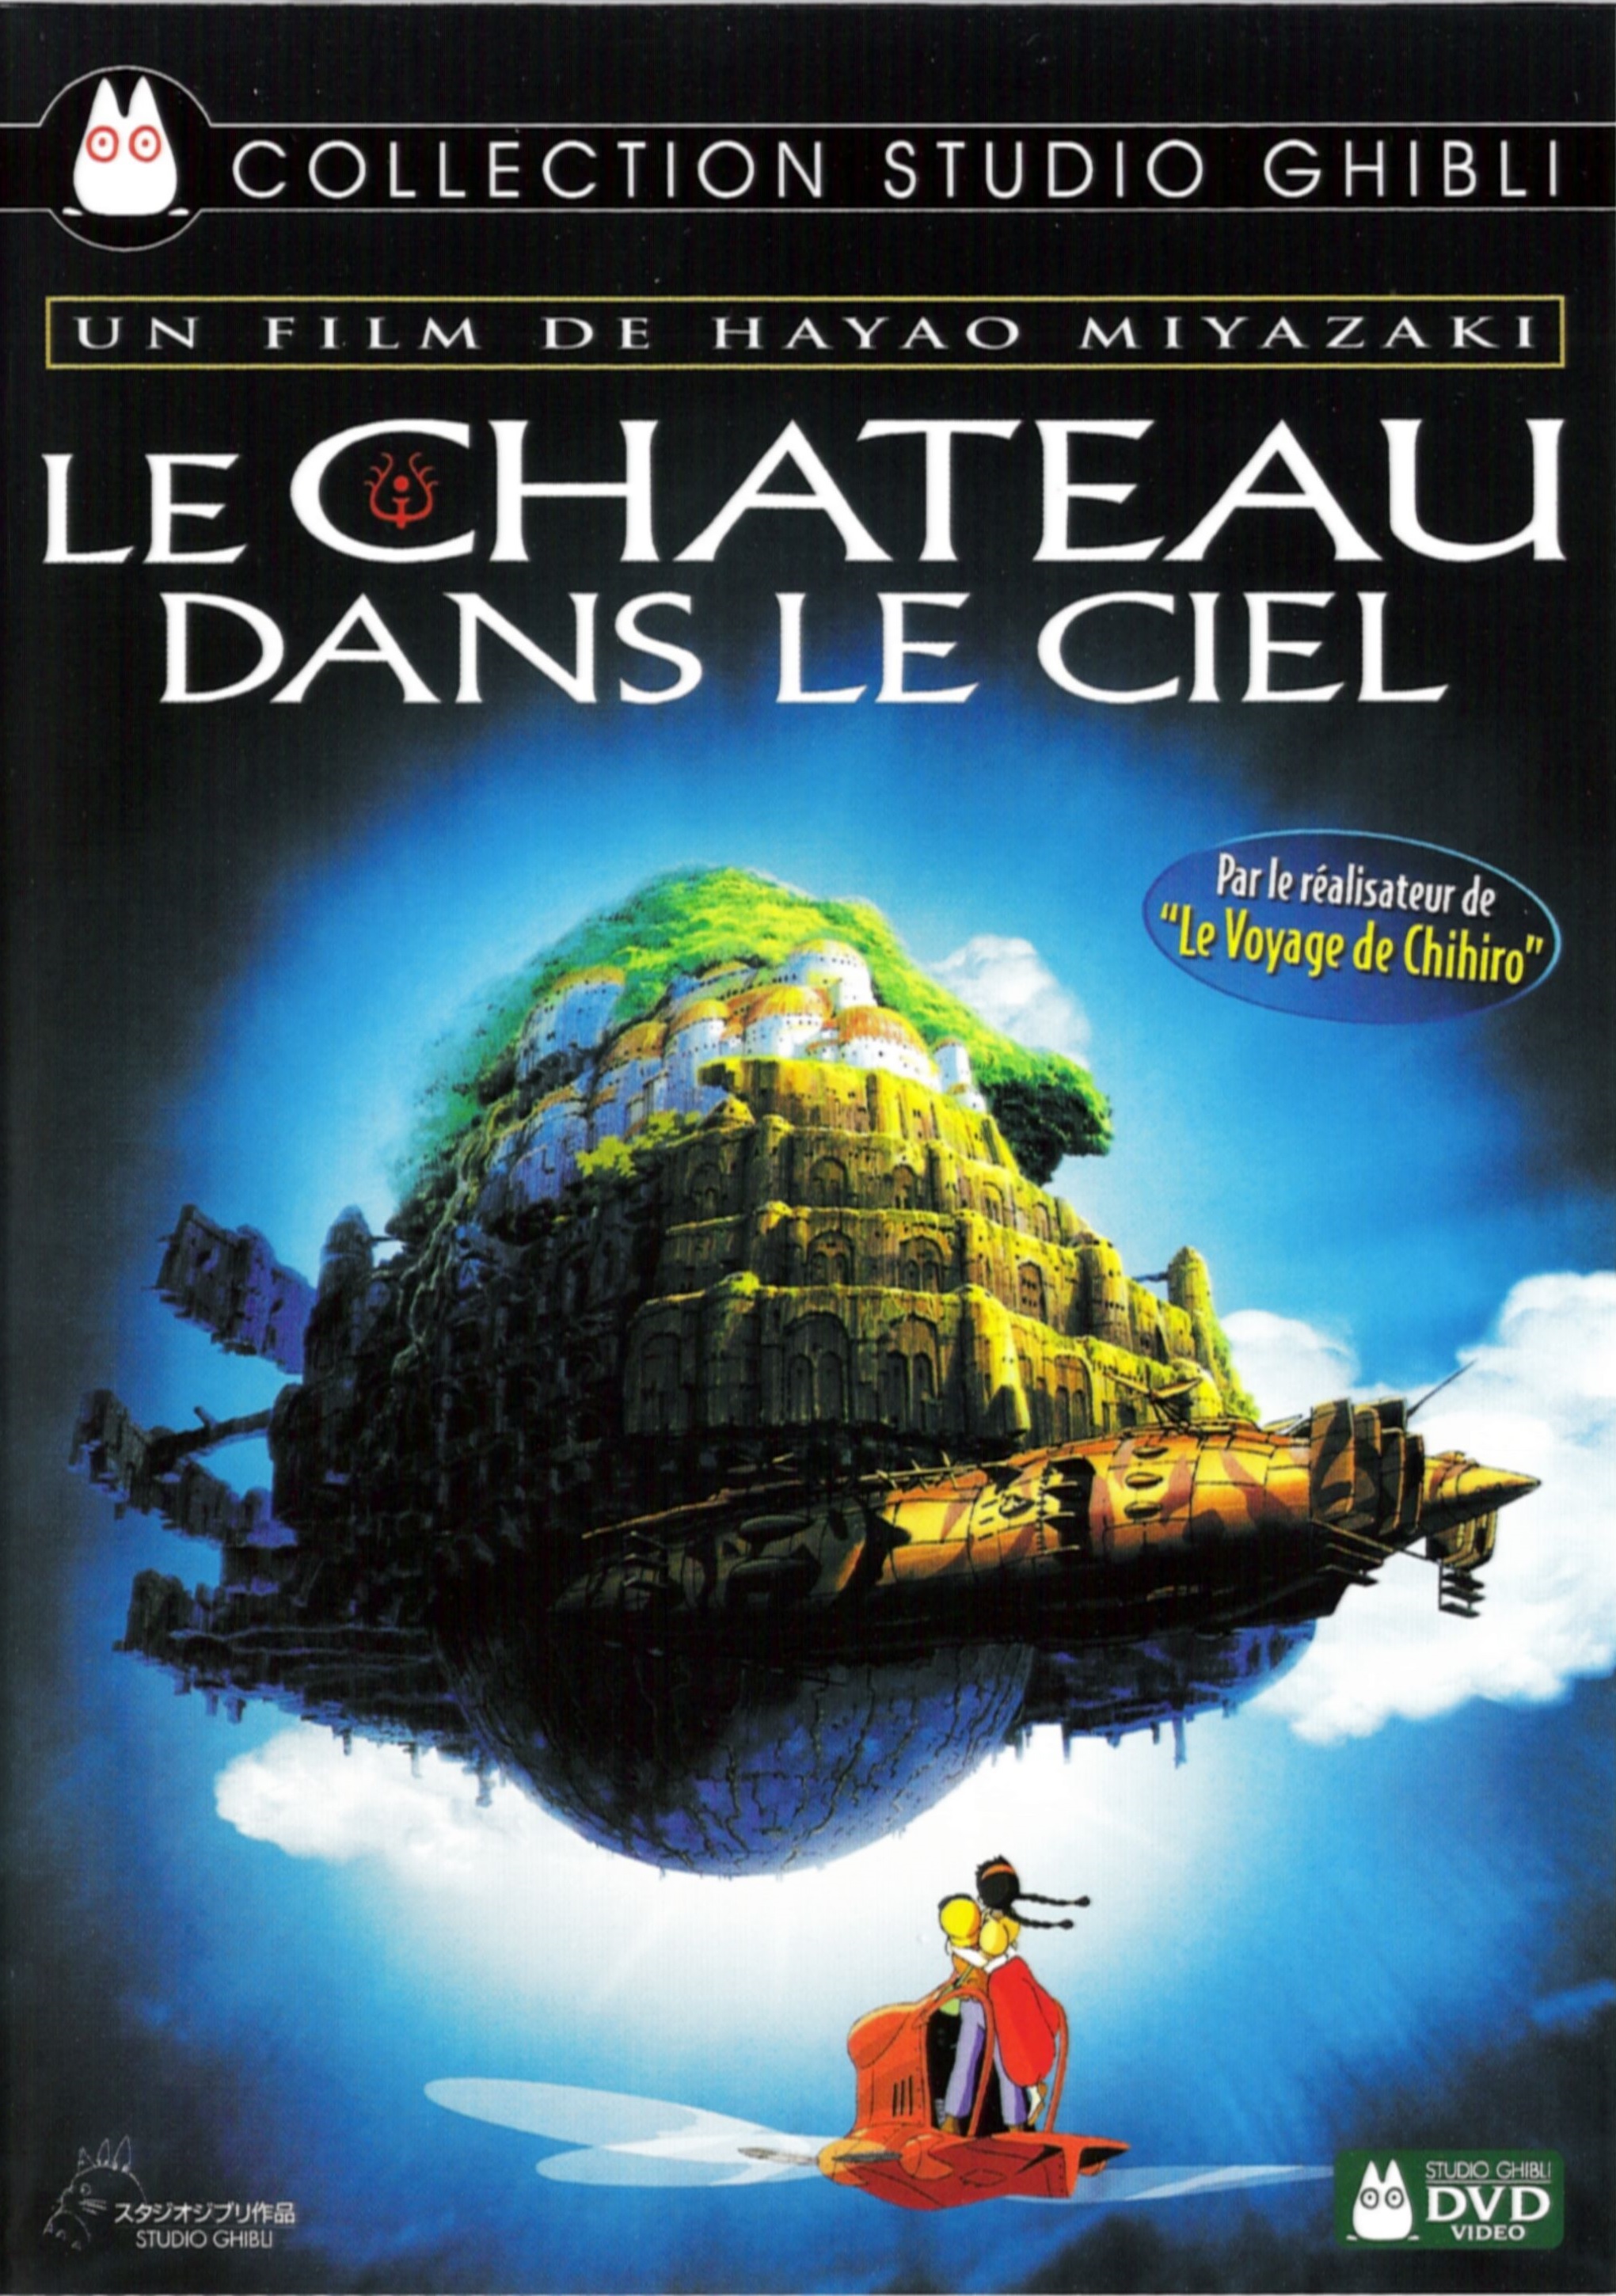 COLLECTION STUDIO GHIBLI
UN FILM DE HAYAO MIYAZAKI
LE CHATEAU
DANS LE CIEL
Par le réalisateur de
"Le Voyage de Chihiro"
スタジオジブリ作品
STUDIO GHIBLI
STUDIO GHIBLI
DVD
VIDEO